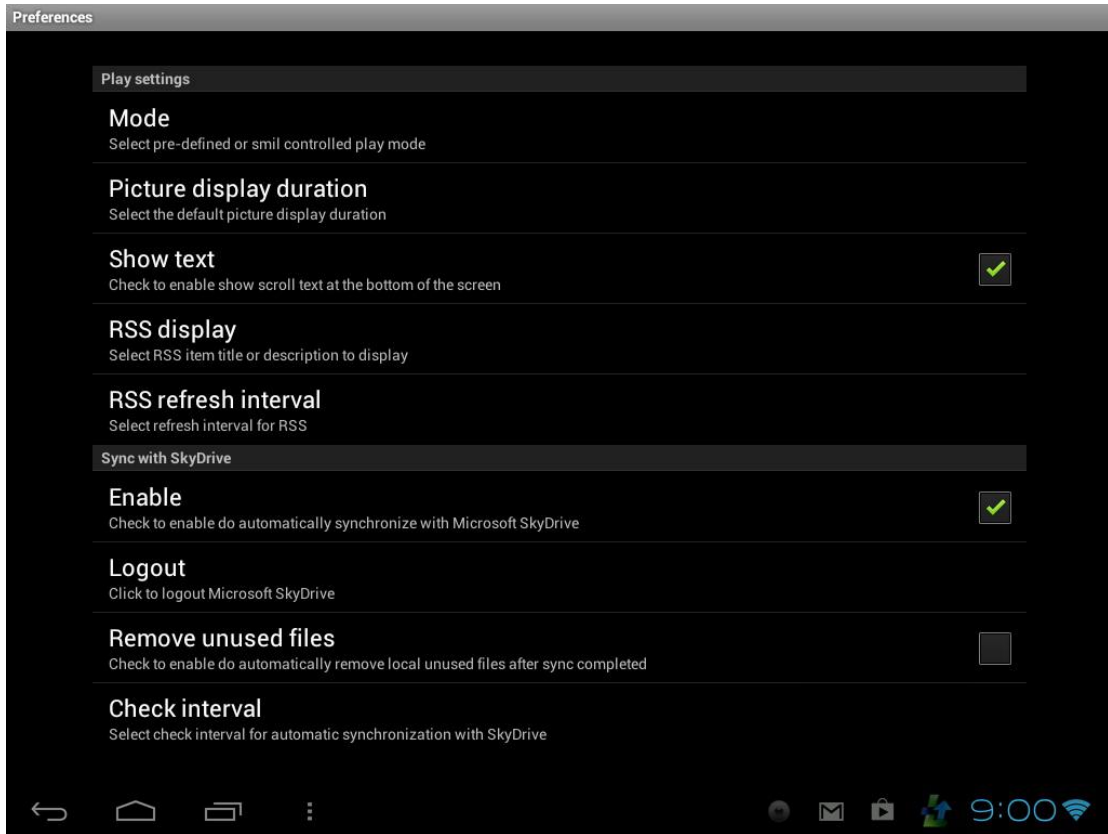 Preferences
Play settings
Mode
Select pre-defined or smil controlled play mode
Picture display duration
Select the default picture display duration
Show text
Check to enable show scroll text at the bottom of the screen
RSS display
Select RSS item title or description to display
RSS refresh interval
Select refresh interval for RSS
Sync with SkyDrive
Enable
Check to enable do automatically synchronize with Microsoft SkyDrive
Logout
Click to logout Microsoft SkyDrive
Remove unused files
Check to enable do automatically remove local unused files after sync completed
Check interval
Select check interval for automatic synchronization with SkyDrive
9:00